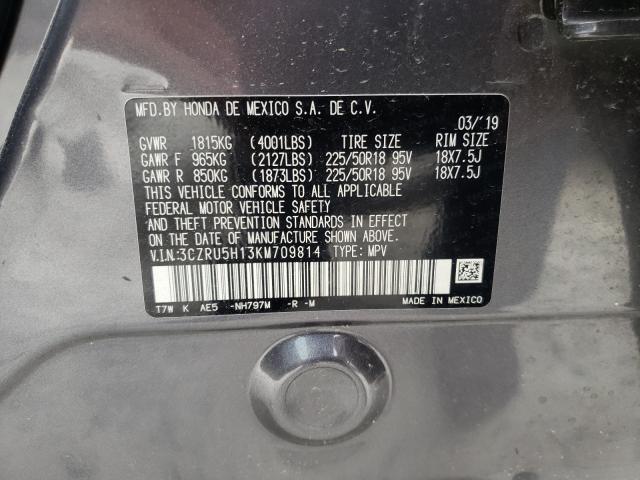 MFD.BY HONDA DE MEXICO S.A. DE C.V.
03/'19
GVWR 1815KG (4001LBS) TIRE SIZE RIM SIZE
GAWR F 965KG (2127LBS) 225/50R18 95V 18X7.5J
GAWR R 850KG (1873LBS) 225/50R18 95V 18X7.5J
THIS VEHICLE CONFORMS TO ALL APPLICABLE
FEDERAL MOTOR VEHICLE SAFETY
AND THEFT PREVENTION STANDARDS IN EFFECT
ON THE DATE OF MANUFACTURE SHOWN ABOVE.
V.I.N.:3CZRU5H13KM709814 TYPE: MPV
T7W K AE5 -NH797M -R -M
MADE IN MEXICO